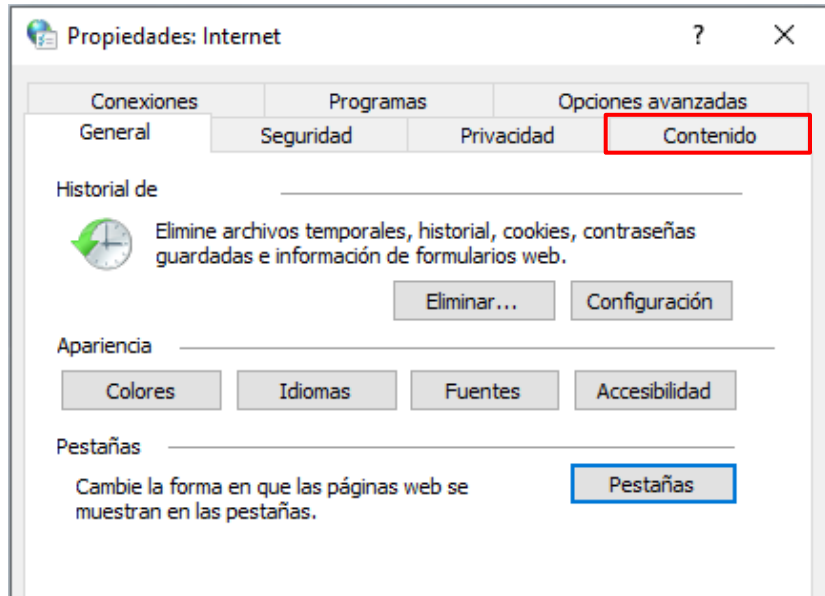 Propiedades: Internet ? ×
Conexiones Programas Opciones avanzadas
General Seguridad Privacidad Contenido
Historial de
Elimine archivos temporales, historial, cookies, contraseñas
guardadas e información de formularios web.
Eliminar... Configuración
Apariencia
Colores Idiomas Fuentes Accesibilidad
Pestañas
Cambie la forma en que las páginas web se
muestran en las pestañas.
Pestañas